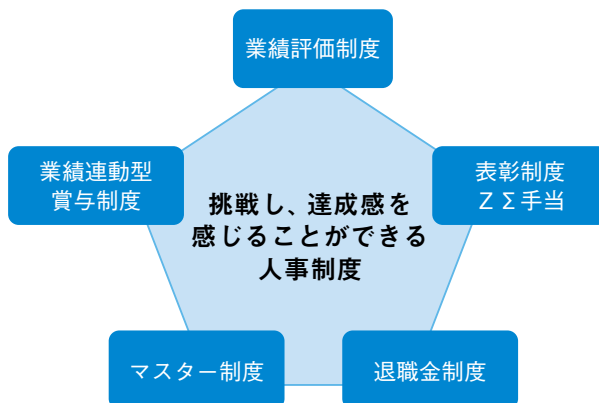 業績評価制度
業績連動型
賞与制度
表彰制度
ＺΣ手当
挑戦し、達成感を
感じることができる
人事制度
マスター制度
退職金制度